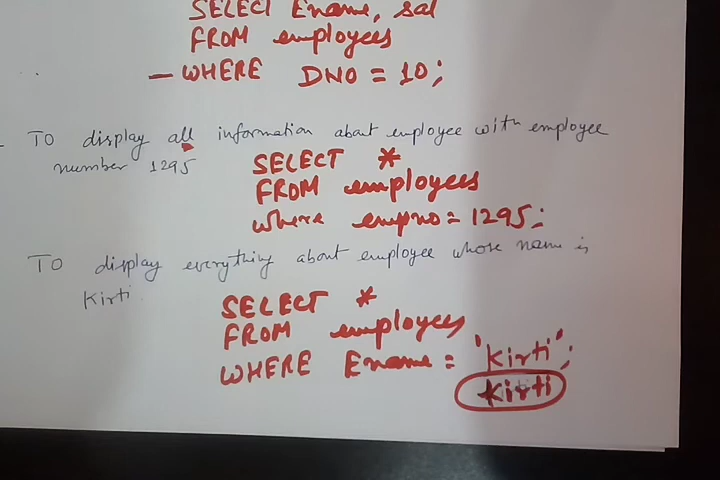 SELECT Ename, sal
FROM employees
— WHERE DNO = 10;
- TO display all information about employee with employee
number 1295
SELECT *
FROM employees
where empno = 1295;
TO display everything about employee whose name is
Kirti.
SELECT *
FROM employees
WHERE Ename = 'Kirti';
Kirti